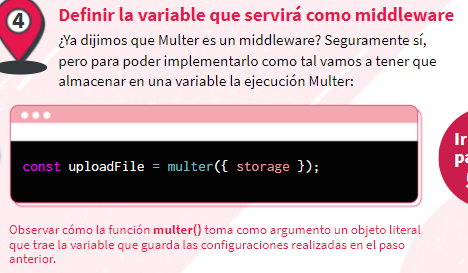 4
Definir la variable que servirá como middleware
¿Ya dijimos que Multer es un middleware? Seguramente sí,
pero para poder implementarlo como tal vamos a tener que
almacenar en una variable la ejecución Multer:
const uploadFile = multer({ storage });
Ir
pa
Observar cómo la función multer() toma como argumento un objeto literal
que trae la variable que guarda las configuraciones realizadas en el paso
anterior.